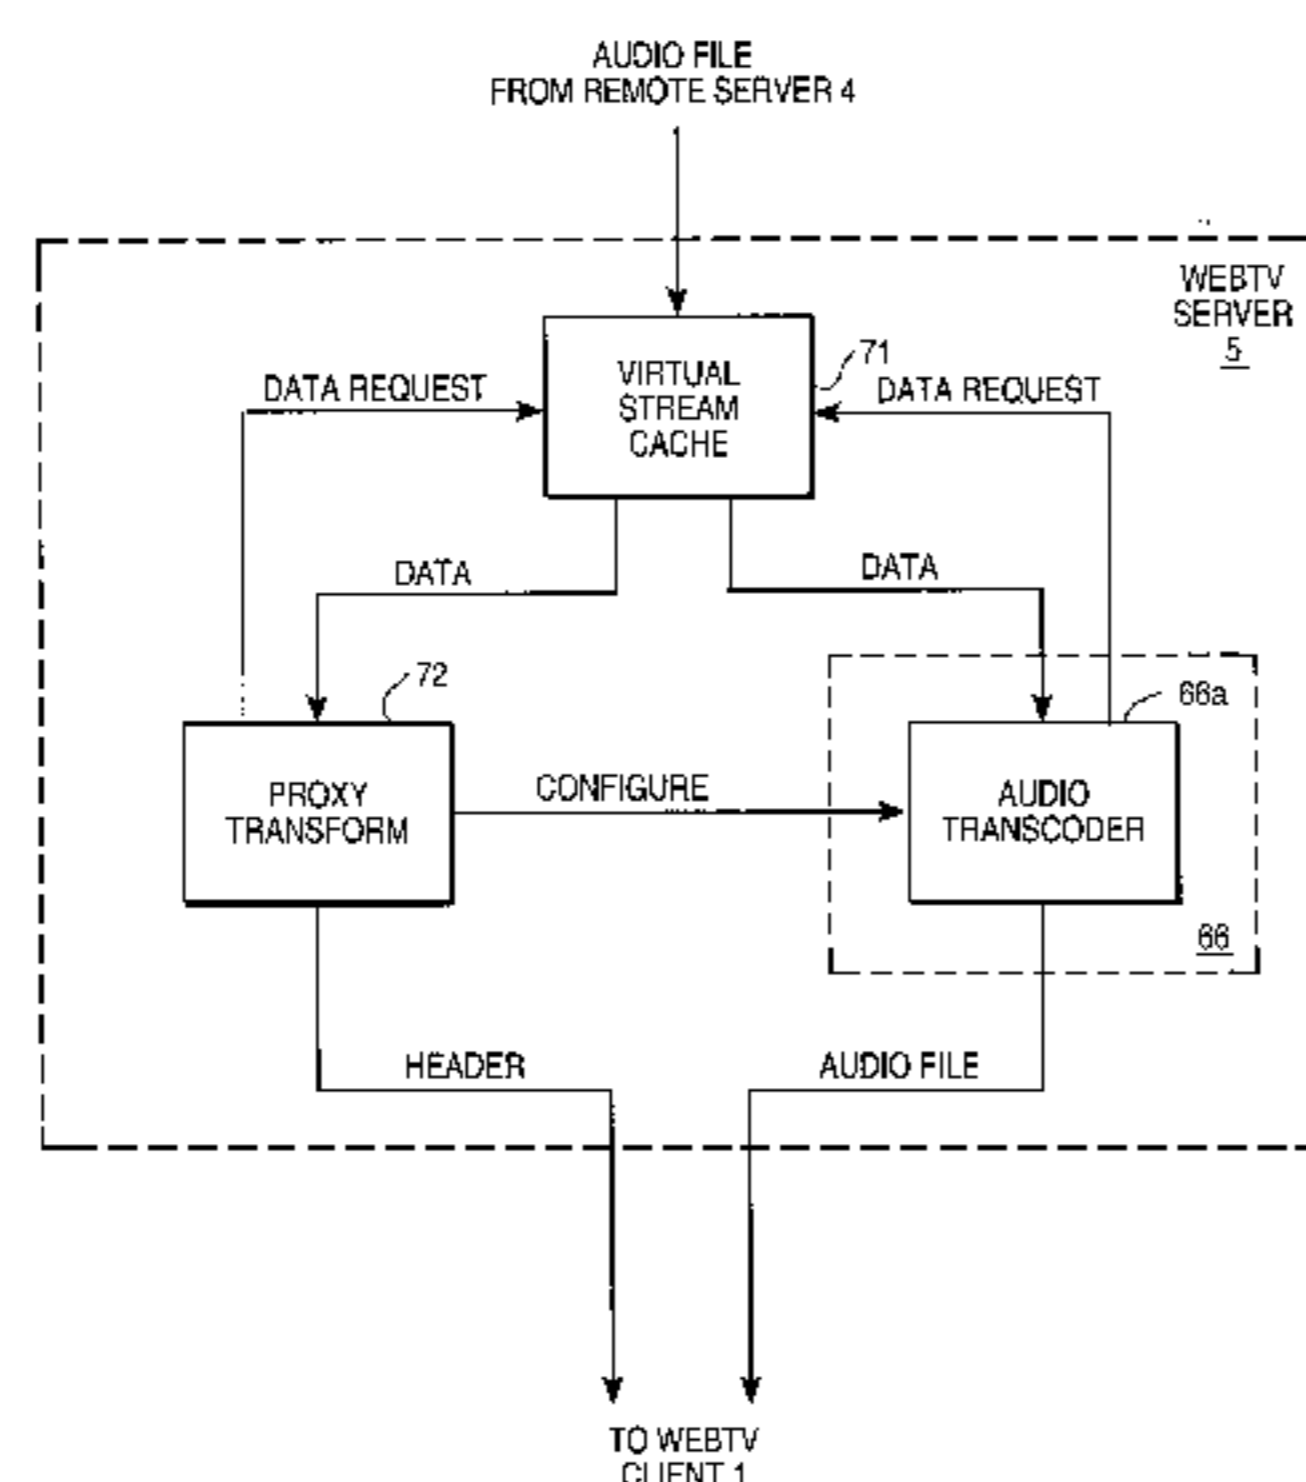 AUDIO FILE
FROM REMOTE SERVER 4
WEBTV
SERVER
5
71
VIRTUAL
STREAM
CACHE
DATA REQUEST
DATA REQUEST
DATA
DATA
72
66a
PROXY
TRANSFORM
CONFIGURE
AUDIO
TRANSCODER
66
HEADER
AUDIO FILE
TO WEBTV
CLIENT 1